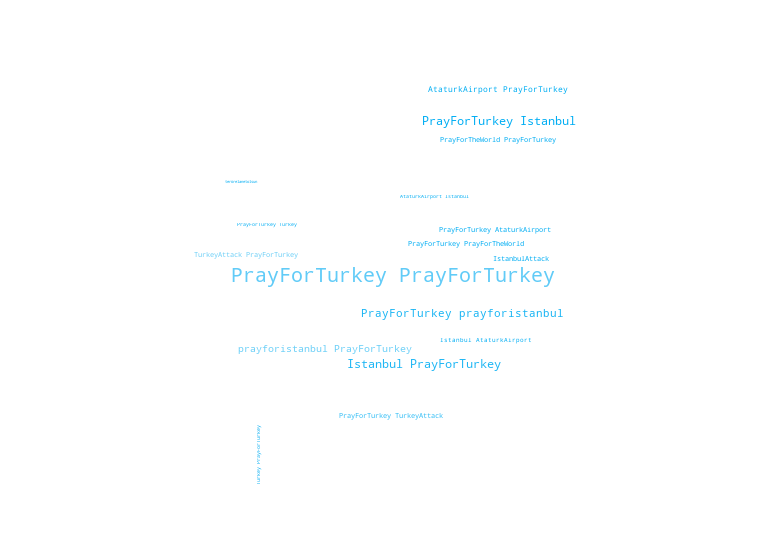 AtaturkAirport PrayForTurkey
PrayForTurkey Istanbul
PrayForTheWorld PrayForTurkey
AtaturkAirport Istanbul
PrayForTurkey Turkey
PrayForTurkey AtaturkAirport
PrayForTurkey PrayForTheWorld
TurkeyAttack PrayForTurkey
IstanbulAttack
PrayForTurkey PrayForTurkey
PrayForTurkey prayforistanbul
Istanbul AtaturkAirport
prayforistanbul PrayForTurkey
Istanbul PrayForTurkey
PrayForTurkey TurkeyAttack
Turkey PrayForTurkey